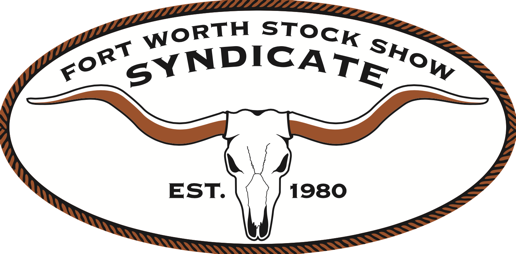 FORT WORTH STOCK SHOW
SYNDICATE
EST. 1980